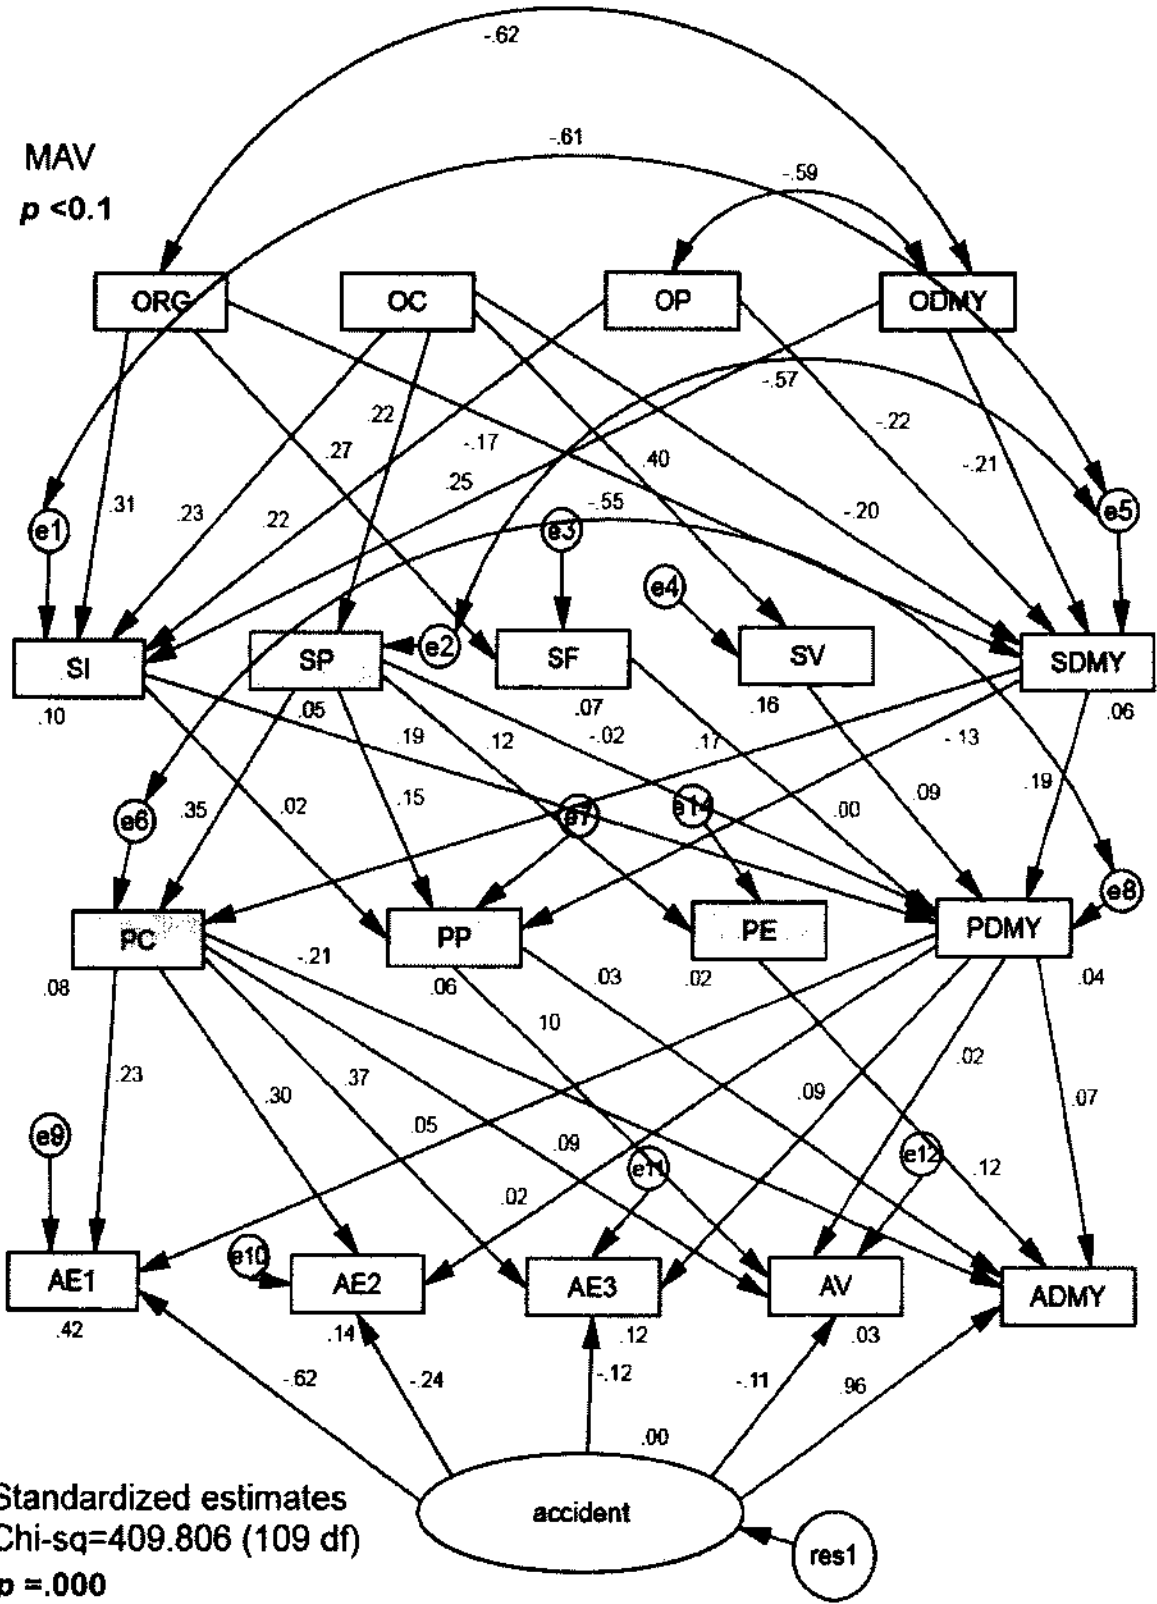 -.62
MAV
-.61
p <0.1
-.59
ORG OC OP ODMY
-.57
.22
-.22
.27 -.17 .40 -.21
.25
.31 .23 .22 -.55 -.20
e1 e3 e5
e4
SI SP e2 SF SV SDMY
.10 .05 .07 .16 .06
.19 .12 -.02 .17 -.13
e6 .35 .02 .15 e7 e14 .00 .09 .19
e8
PC PP PE PDMY
.08 -.21 .06 .03 .02 .04
10
.23 .30 .37 .09 .02 .07
e9 .05 .09 e11 e12 .12
.02
e10
AE1 AE2 AE3 AV ADMY
.42 .14 .12 .03
-.62 -.24 -.12 -.11 .96
.00
Standardized estimates
accident
Chi-sq=409.806 (109 df)
res1
p =.000